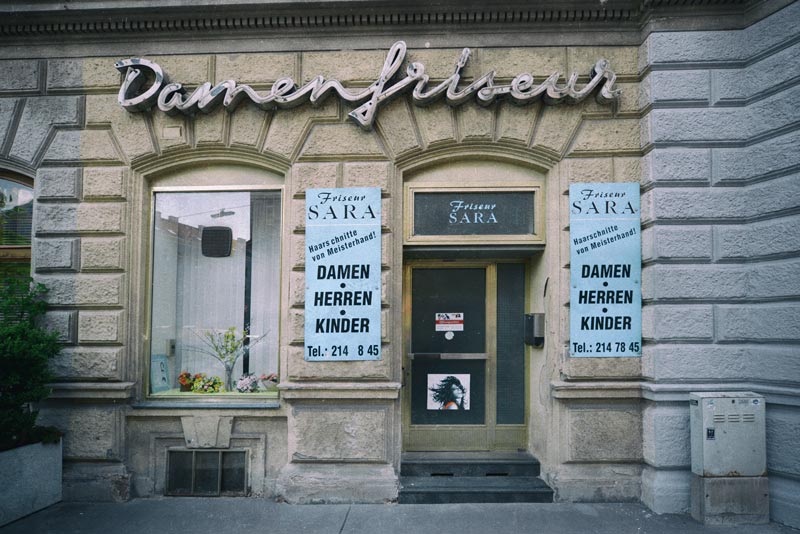 Damenfriseur
Friseur
SARA
Haarschnitte
von Meisterhand!
DAMEN
•
HERREN
•
KINDER
Tel.: 214 8 45
Friseur
SARA
Friseur
SARA
Haarschnitte
von Meisterhand!
DAMEN
•
HERREN
•
KINDER
Tel.: 214 78 45